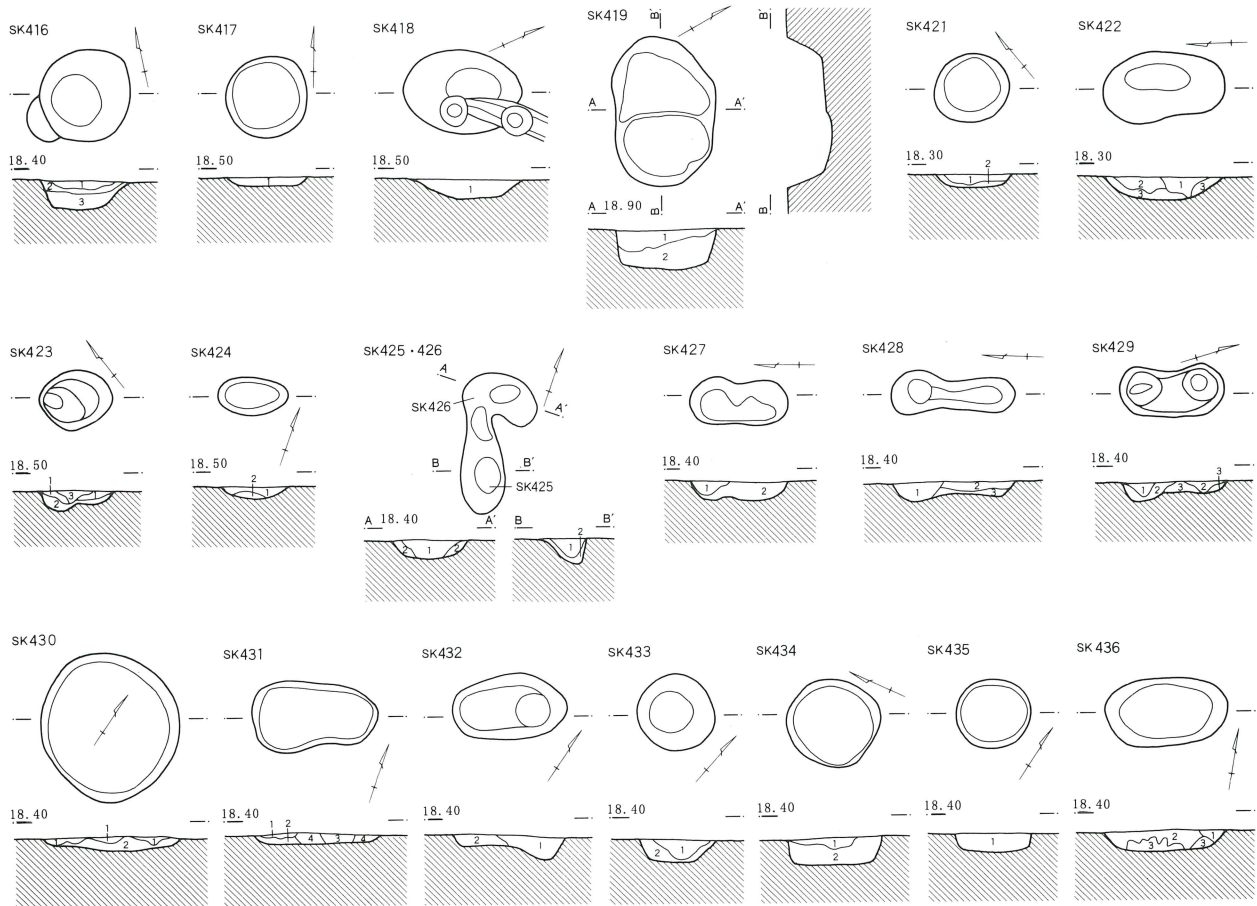 SK416
18.40
1
2
3
SK417
18.50
1
SK418
18.50
1
SK419
B B'
A A'
B B'
A 18.90 A'
1
2
B B'
SK421
18.30
2
1
SK422
18.30
2 1 3
3
SK423
18.50
1
3 1
2
SK424
18.50
2
1
SK425・426
A
SK426
A'
B B'
SK425
A 18.40 A'
2 1 2
B B'
2
1
SK427
18.40
1 2
SK428
18.40
1 2
3
SK429
18.40
3
1 2 3 2
SK430
18.40
1
1 2 1
SK431
18.40
1 2
4 3 4
SK432
18.40
2 1
SK433
18.40
2 1
SK434
18.40
1
2
SK435
18.40
1
SK436
18.40
2 1
3 3